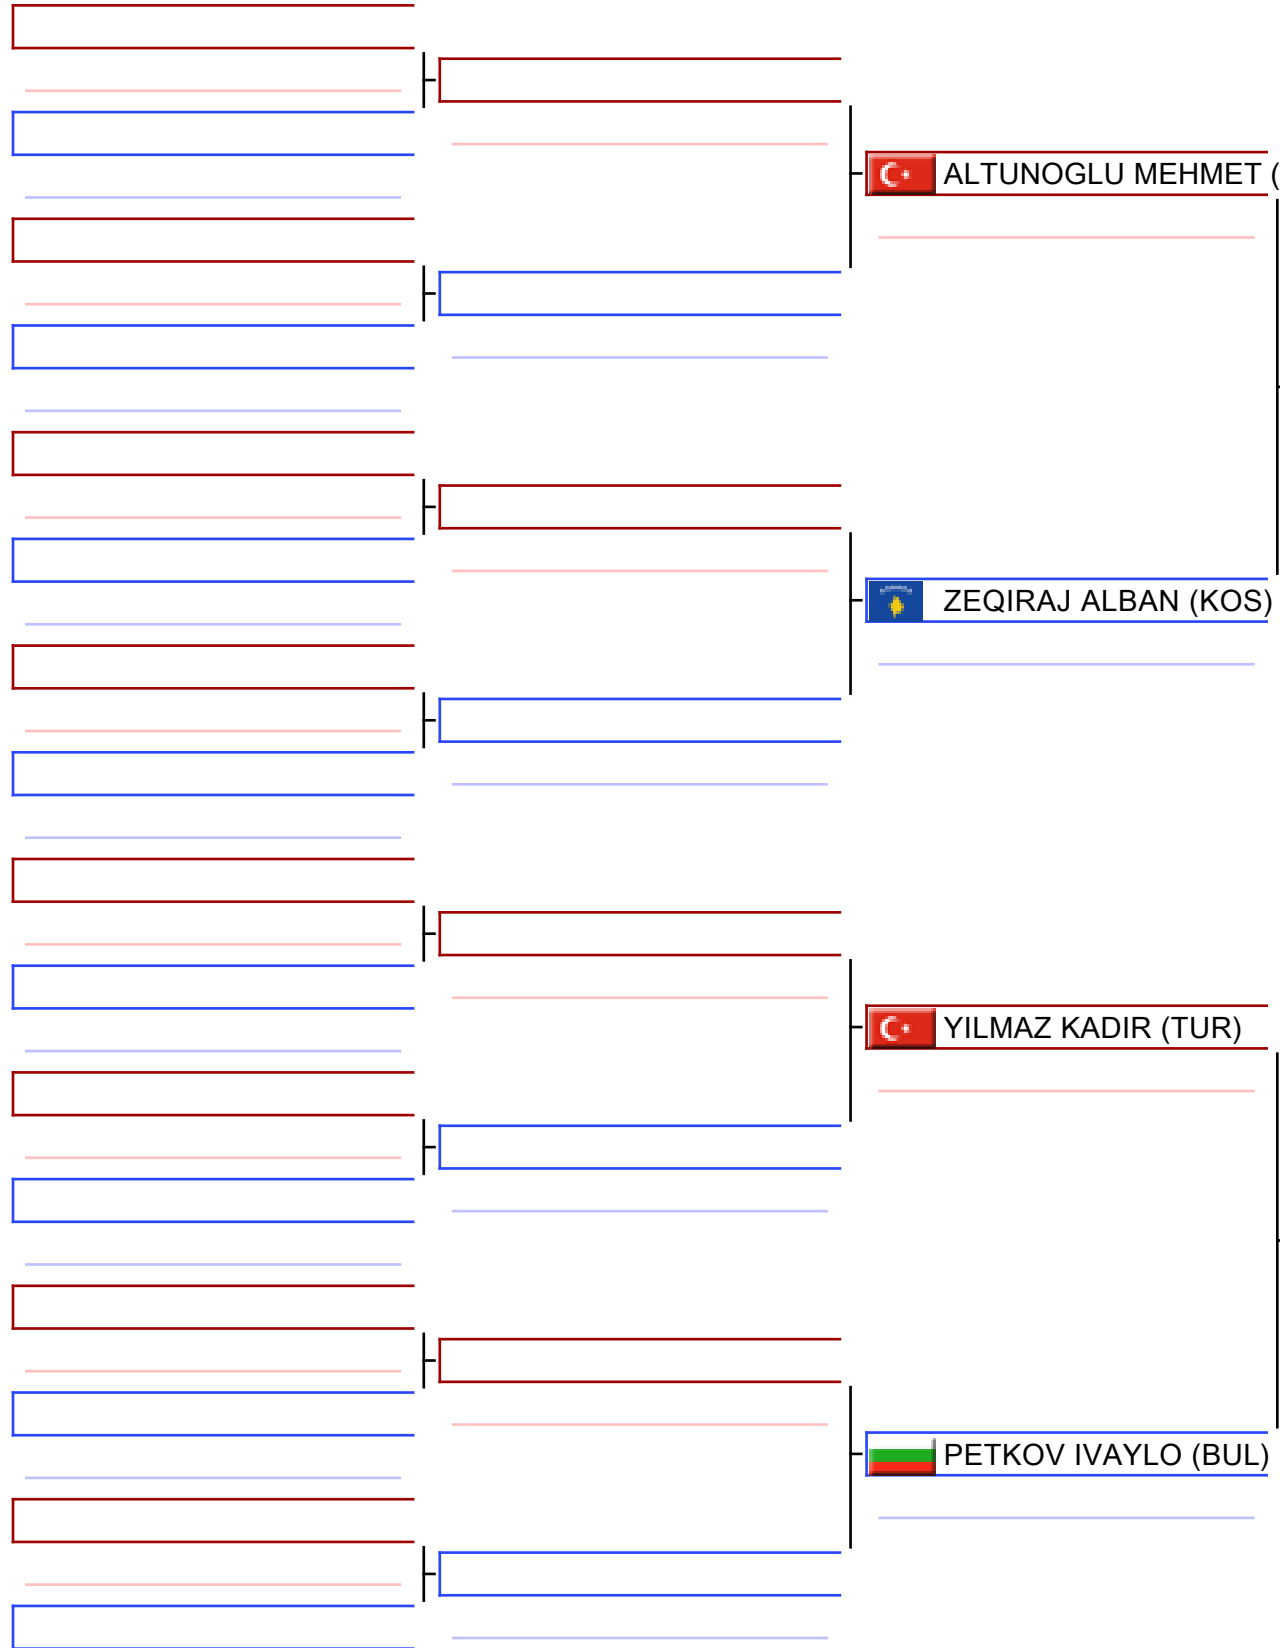 ALTUNOGLU MEHMET (
ZEQIRAJ ALBAN (KOS)
YILMAZ KADIR (TUR)
PETKOV IVAYLO (BUL)